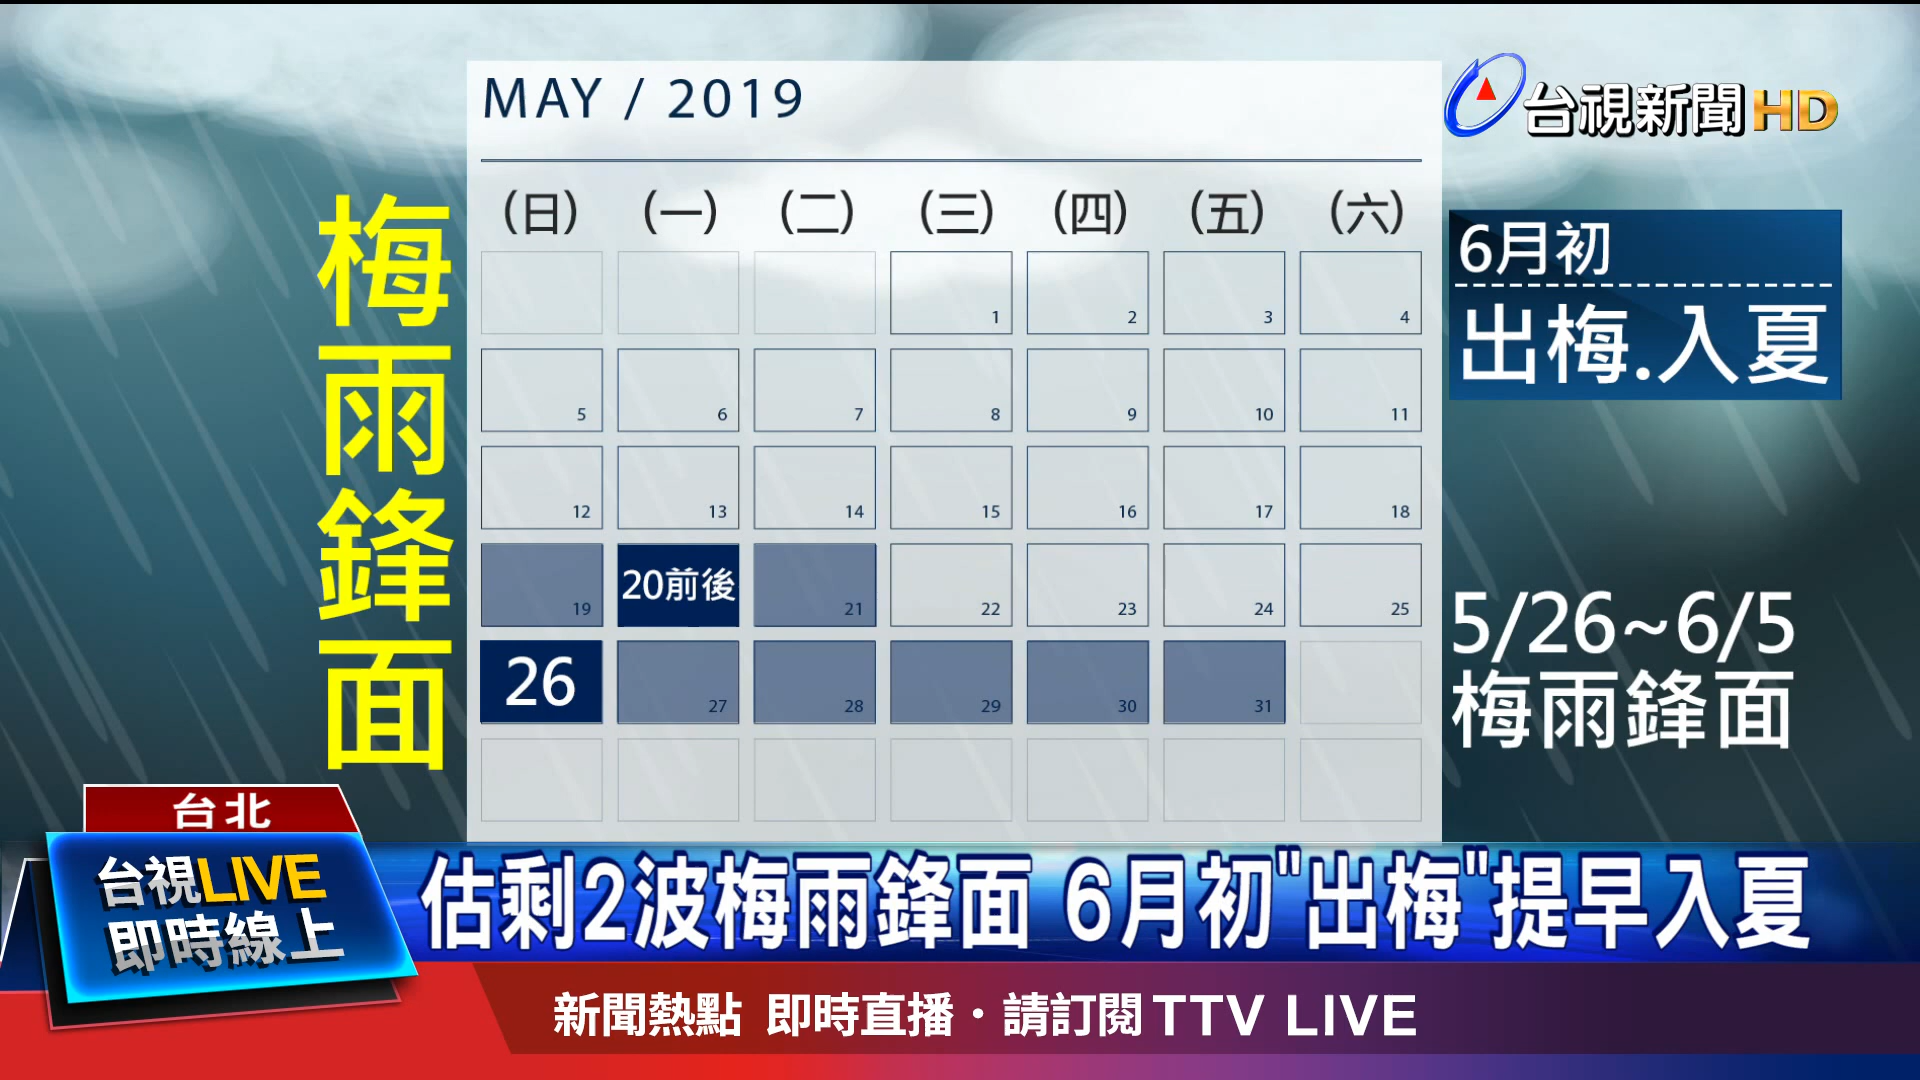 MAY / 2019
台視新聞HD
梅雨鋒面
(日) (一) (二) (三) (四) (五) (六)
1 2 3 4
5 6 7 8 9 10 11
12 13 14 15 16 17 18
19 20前後 21 22 23 24 25
26 27 28 29 30 31
6月初
出梅.入夏
5/26~6/5
梅雨鋒面
台北
台視LIVE
即時線上
估剩2波梅雨鋒面 6月初"出梅"提早入夏
新聞熱點 即時直播・請訂閱TTV LIVE